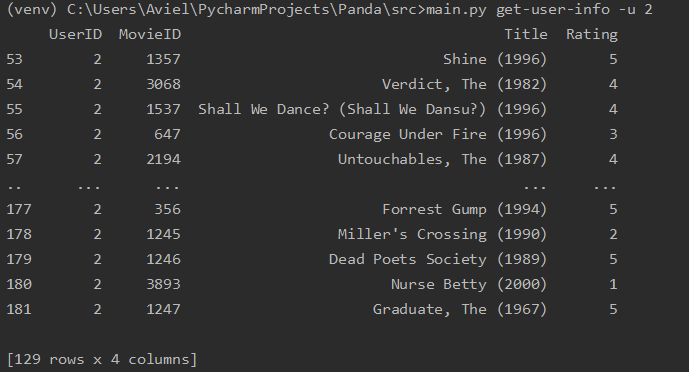 (venv) C:\Users\Aviel\PycharmProjects\Panda\src>main.py get-user-info -u 2
UserID MovieID Title Rating
53 2 1357 Shine (1996) 5
54 2 3068 Verdict, The (1982) 4
55 2 1537 Shall We Dance? (Shall We Dansu?) (1996) 4
56 2 647 Courage Under Fire (1996) 3
57 2 2194 Untouchables, The (1987) 4
.. ... ... ... ...
177 2 356 Forrest Gump (1994) 5
178 2 1245 Miller's Crossing (1990) 2
179 2 1246 Dead Poets Society (1989) 5
180 2 3893 Nurse Betty (2000) 1
181 2 1247 Graduate, The (1967) 5
[129 rows x 4 columns]